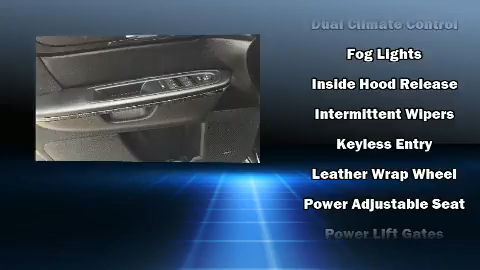 Dual Climate Control
Fog Lights
Inside Hood Release
Intermittent Wipers
Keyless Entry
Leather Wrap Wheel
Power Adjustable Seat
Power Lift Gates